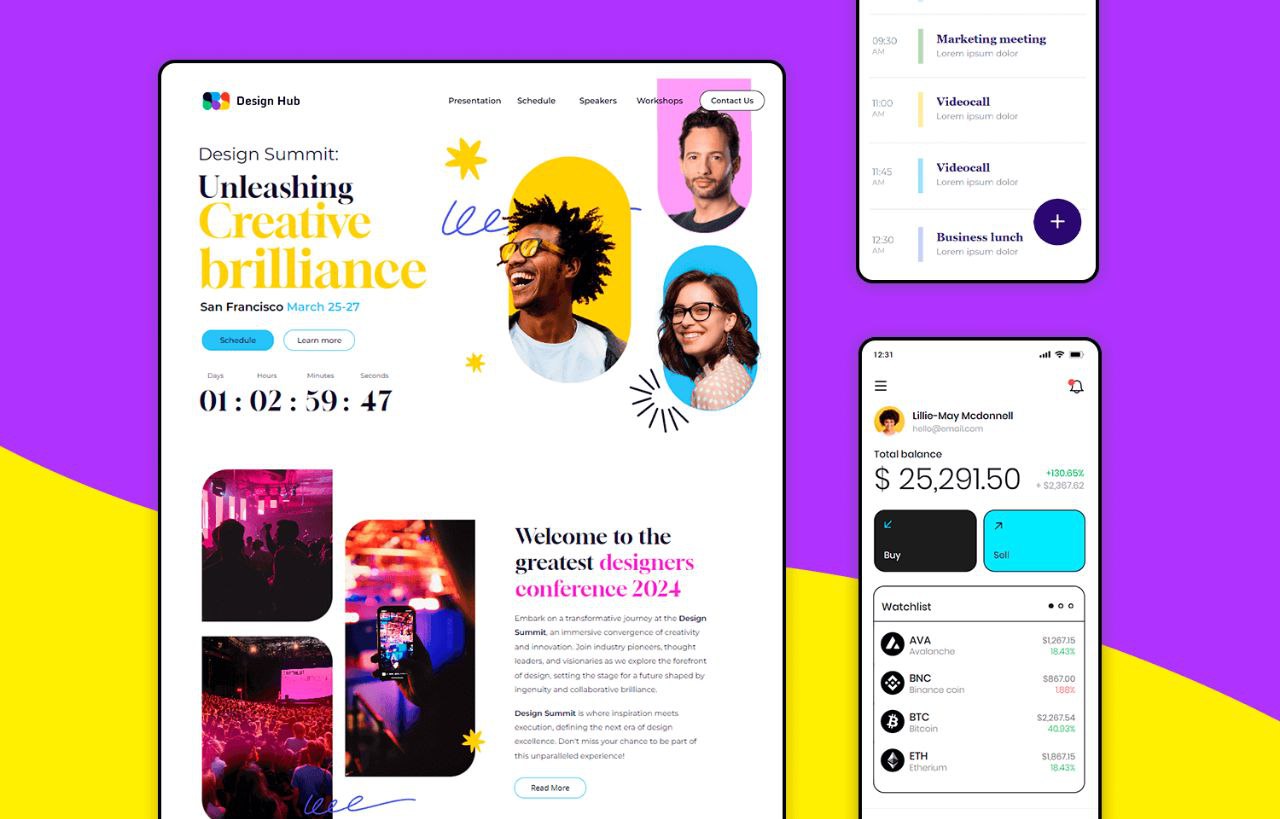 Design Hub
Presentation Schedule Speakers Workshops Contact Us
Design Summit:
Unleashing
Creative
brilliance
San Francisco March 25-27
Schedule Learn more
Days Hours Minutes Seconds
01 : 02 : 59 : 47
Welcome to the
greatest designers
conference 2024
Embark on a transformative journey at the Design
Summit, an immersive convergence of creativity
and innovation. Join industry pioneers, thought
leaders, and visionaries as we explore the forefront
of design, setting the stage for a future shaped by
ingenuity and collaborative brilliance.
Design Summit is where inspiration meets
execution, defining the next era of design
excellence. Don't miss your chance to be part of
this unparalleled experience!
Read More
09:30 Marketing meeting
AM Lorem ipsum dolor
11:00 Videocall
AM Lorem ipsum dolor
11:45 Videocall
AM Lorem ipsum dolor
12:30 Business lunch
AM Lorem ipsum dolor
+
12:31
Lillie-May Mcdonnell
hello@email.com
Total balance
$ 25,291.50 +130.65%
+ $2,367.62
Buy Sell
Watchlist
AVA $1,267.15
Avalanche 18,43%
BNC $867.00
Binance coin 1.88%
BTC $2,267.54
Bitcoin 40.93%
ETH $1,867.15
Etherium 18.43%